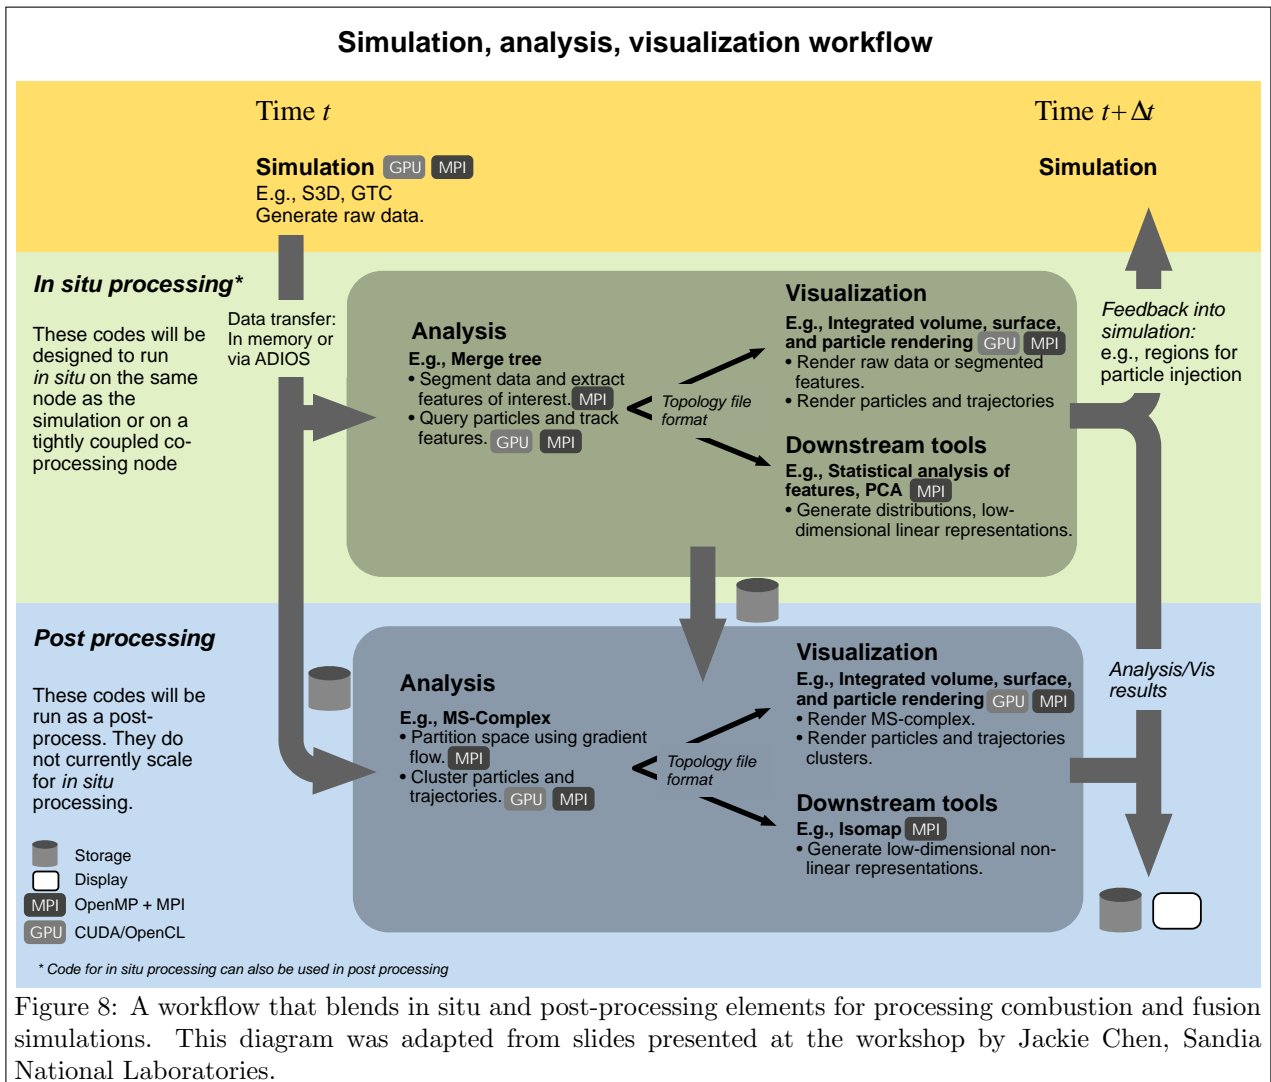 Simulation, analysis, visualization workflow
Time t
Time t + Δt
Simulation GPU MPI
E.g., S3D, GTC
Generate raw data.
Simulation
In situ processing*
These codes will be
designed to run
in situ on the same
node as the
simulation or on a
tightly coupled co-
processing node
Data transfer:
In memory or
via ADIOS
Analysis
E.g., Merge tree
• Segment data and extract
features of interest. MPI
• Query particles and track
features. GPU MPI
Topology file
format
Visualization
E.g., Integrated volume, surface,
and particle rendering GPU MPI
• Render raw data or segmented
features.
• Render particles and trajectories
Downstream tools
E.g., Statistical analysis of
features, PCA MPI
• Generate distributions, low-
dimensional linear representations.
Feedback into
simulation:
e.g., regions for
particle injection
Post processing
These codes will be
run as a post-
process. They do
not currently scale
for in situ
processing.
Analysis
E.g., MS-Complex
• Partition space using gradient
flow. MPI
• Cluster particles and
trajectories. GPU MPI
Topology file
format
Visualization
E.g., Integrated volume, surface,
and particle rendering GPU MPI
• Render MS-complex.
• Render particles and trajectories
clusters.
Downstream tools
E.g., Isomap MPI
• Generate low-dimensional non-
linear representations.
Analysis/Vis
results
Storage
Display
MPI OpenMP + MPI
GPU CUDA/OpenCL
* Code for in situ processing can also be used in post processing
Figure 8: A workflow that blends in situ and post-processing elements for processing combustion and fusion
simulations. This diagram was adapted from slides presented at the workshop by Jackie Chen, Sandia
National Laboratories.